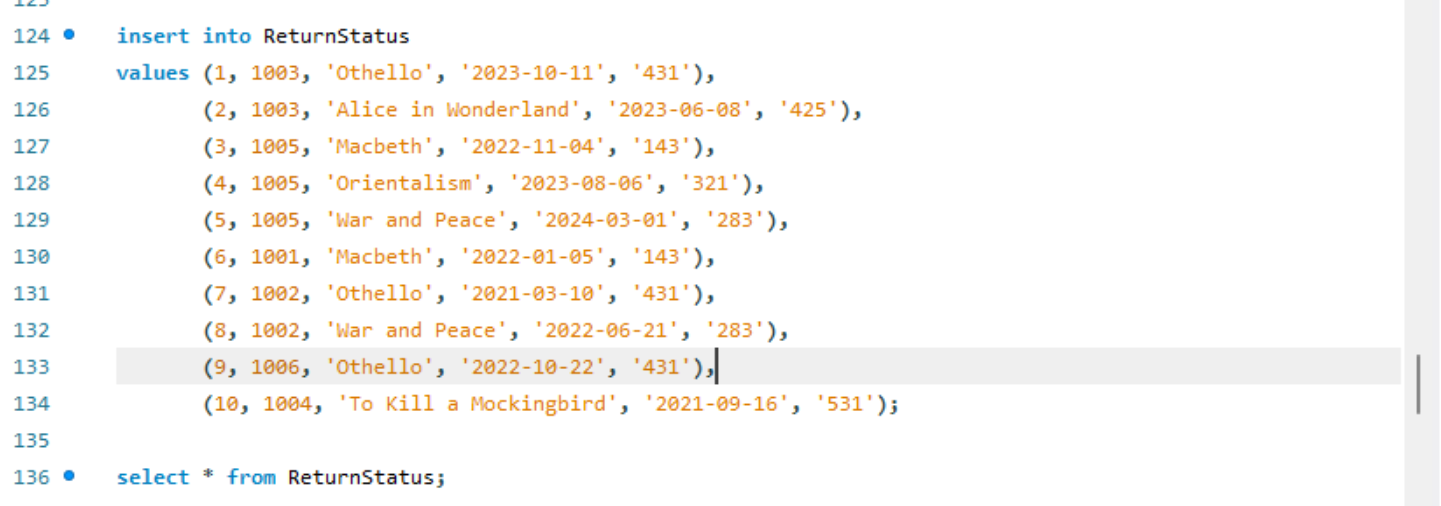 123
124 insert into ReturnStatus
125 values (1, 1003, 'Othello', '2023-10-11', '431'),
126 (2, 1003, 'Alice in Wonderland', '2023-06-08', '425'),
127 (3, 1005, 'Macbeth', '2022-11-04', '143'),
128 (4, 1005, 'Orientalism', '2023-08-06', '321'),
129 (5, 1005, 'War and Peace', '2024-03-01', '283'),
130 (6, 1001, 'Macbeth', '2022-01-05', '143'),
131 (7, 1002, 'Othello', '2021-03-10', '431'),
132 (8, 1002, 'War and Peace', '2022-06-21', '283'),
133 (9, 1006, 'Othello', '2022-10-22', '431'),
134 (10, 1004, 'To Kill a Mockingbird', '2021-09-16', '531');
135
136 select * from ReturnStatus;